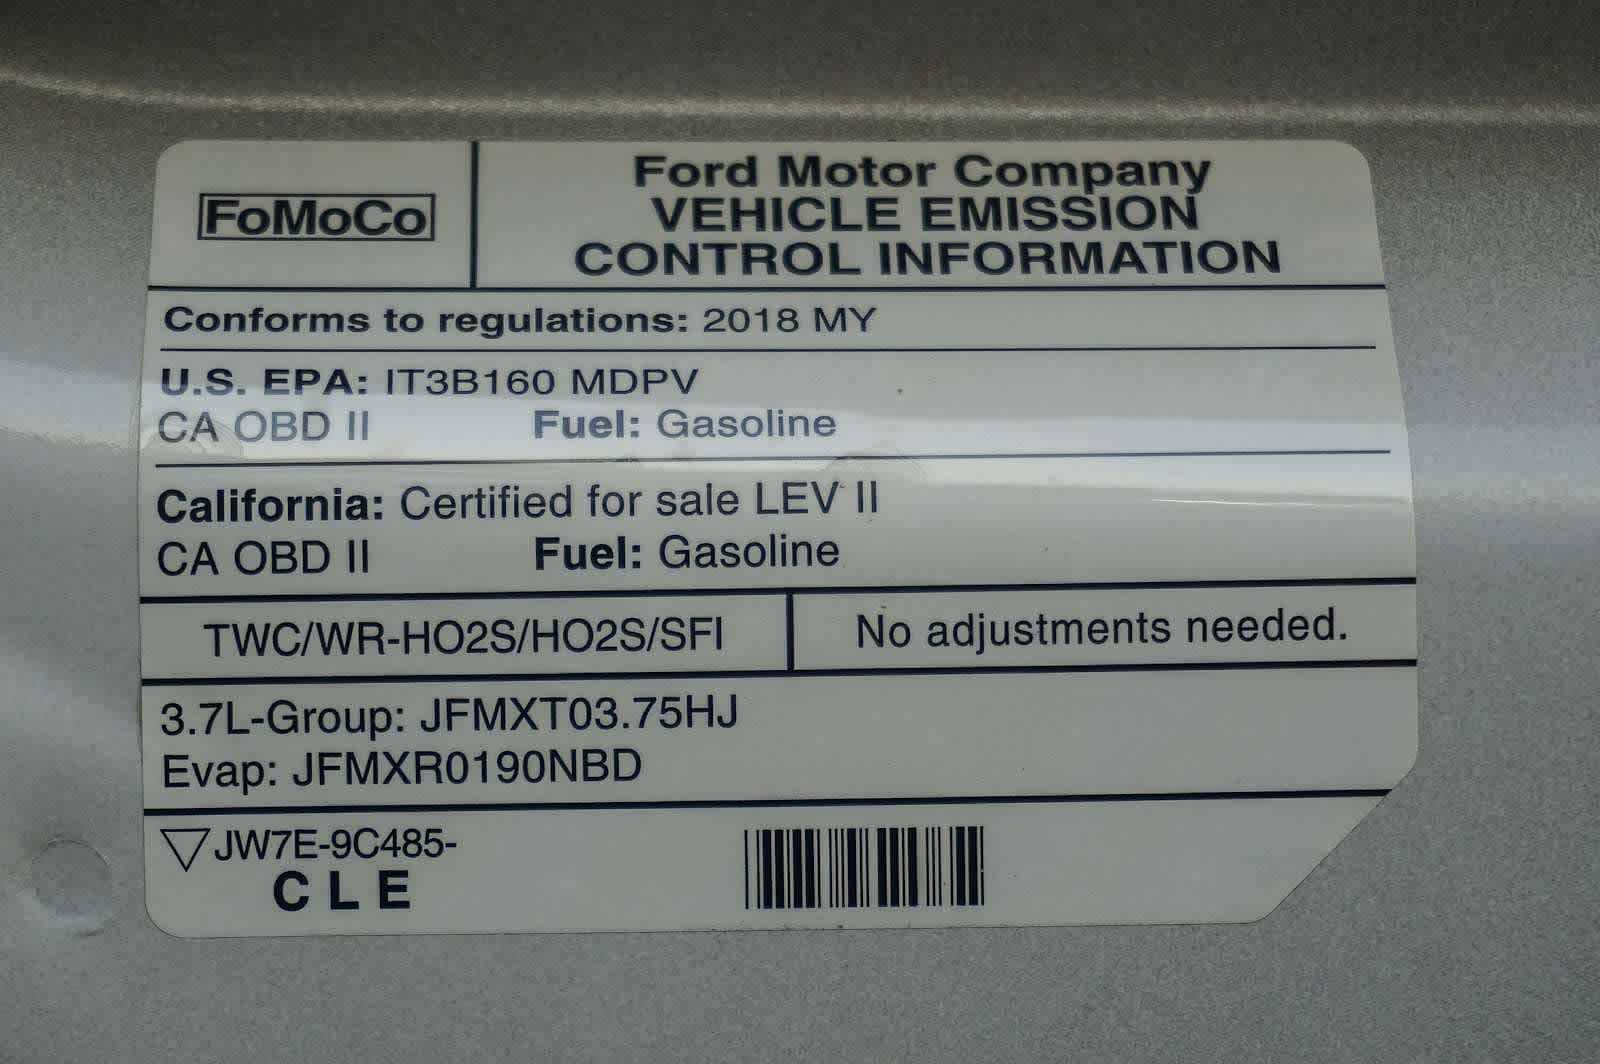 FoMoCo
Ford Motor Company
VEHICLE EMISSION
CONTROL INFORMATION
Conforms to regulations: 2018 MY
U.S. EPA: IT3B160 MDPV
CA OBD II Fuel: Gasoline
California: Certified for sale LEV II
CA OBD II Fuel: Gasoline
TWC/WR-HO2S/HO2S/SFI
No adjustments needed.
3.7L-Group: JFMXT03.75HJ
Evap: JFMXR0190NBD
JW7E-9C485-
C L E